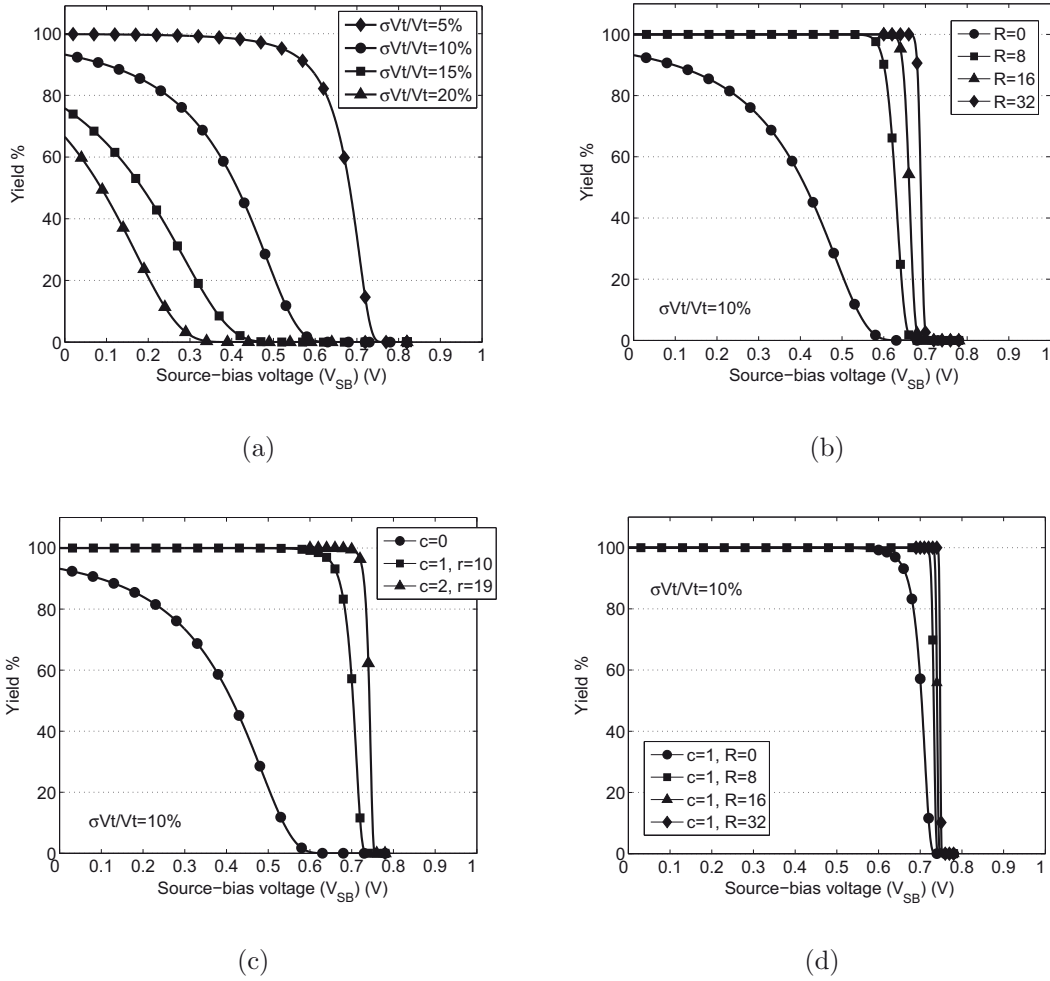 100
80
60
40
20
0
Yield %
σVt/Vt=5%
σVt/Vt=10%
σVt/Vt=15%
σVt/Vt=20%
0 0.1 0.2 0.3 0.4 0.5 0.6 0.7 0.8 0.9 1
Source−bias voltage (VSB) (V)
(a)
100
80
60
40
20
0
Yield %
R=0
R=8
R=16
R=32
σVt/Vt=10%
0.1 0.2 0.3 0.4 0.5 0.6 0.7 0.8 0.9 1
Source−bias voltage (VSB) (V)
(b)
100
80
60
40
20
0
Yield %
c=0
c=1, r=10
c=2, r=19
σVt/Vt=10%
0.1 0.2 0.3 0.4 0.5 0.6 0.7 0.8 0.9 1
Source−bias voltage (VSB) (V)
(c)
100
80
60
40
20
0
Yield %
σVt/Vt=10%
c=1, R=0
c=1, R=8
c=1, R=16
c=1, R=32
0.1 0.2 0.3 0.4 0.5 0.6 0.7 0.8 0.9 1
Source−bias voltage (VSB) (V)
(d)